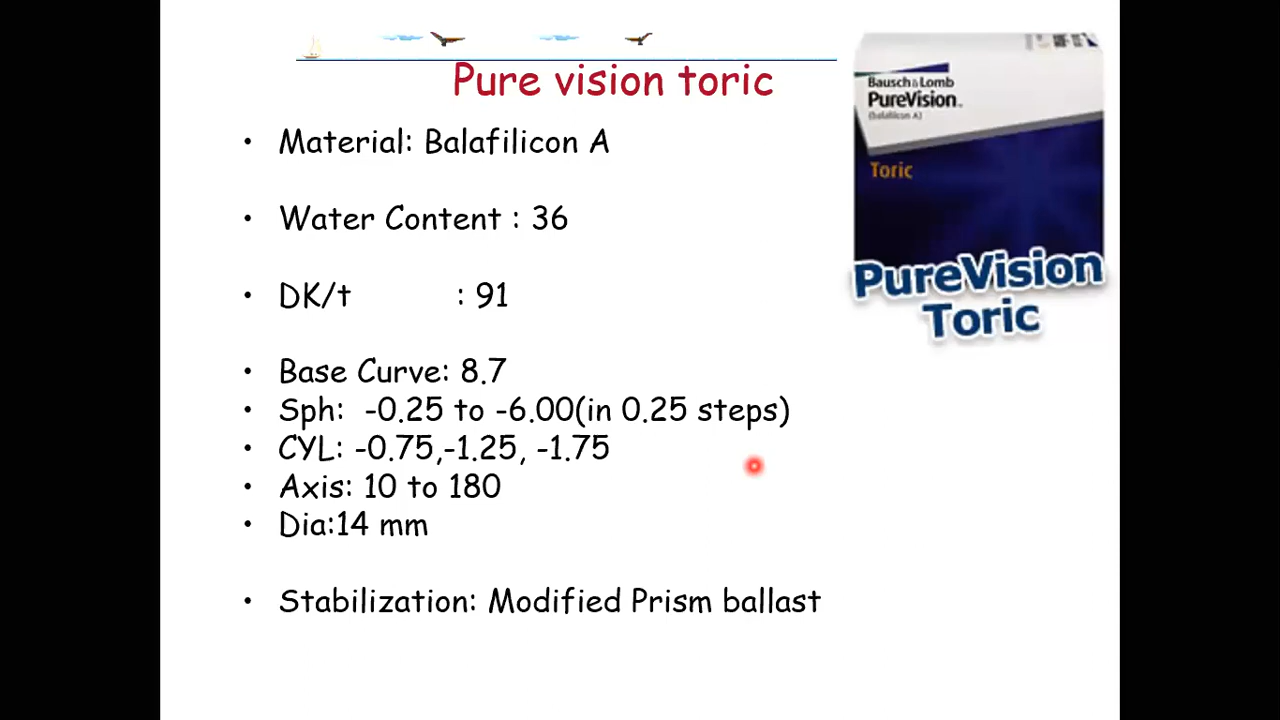 Pure vision toric
• Material: Balafilicon A
• Water Content : 36
• DK/t : 91
• Base Curve: 8.7
• Sph: -0.25 to -6.00(in 0.25 steps)
• CYL: -0.75,-1.25, -1.75
• Axis: 10 to 180
• Dia:14 mm
• Stabilization: Modified Prism ballast
Bausch & Lomb
PureVision™
(balafilcon A)
Toric
PureVision
Toric